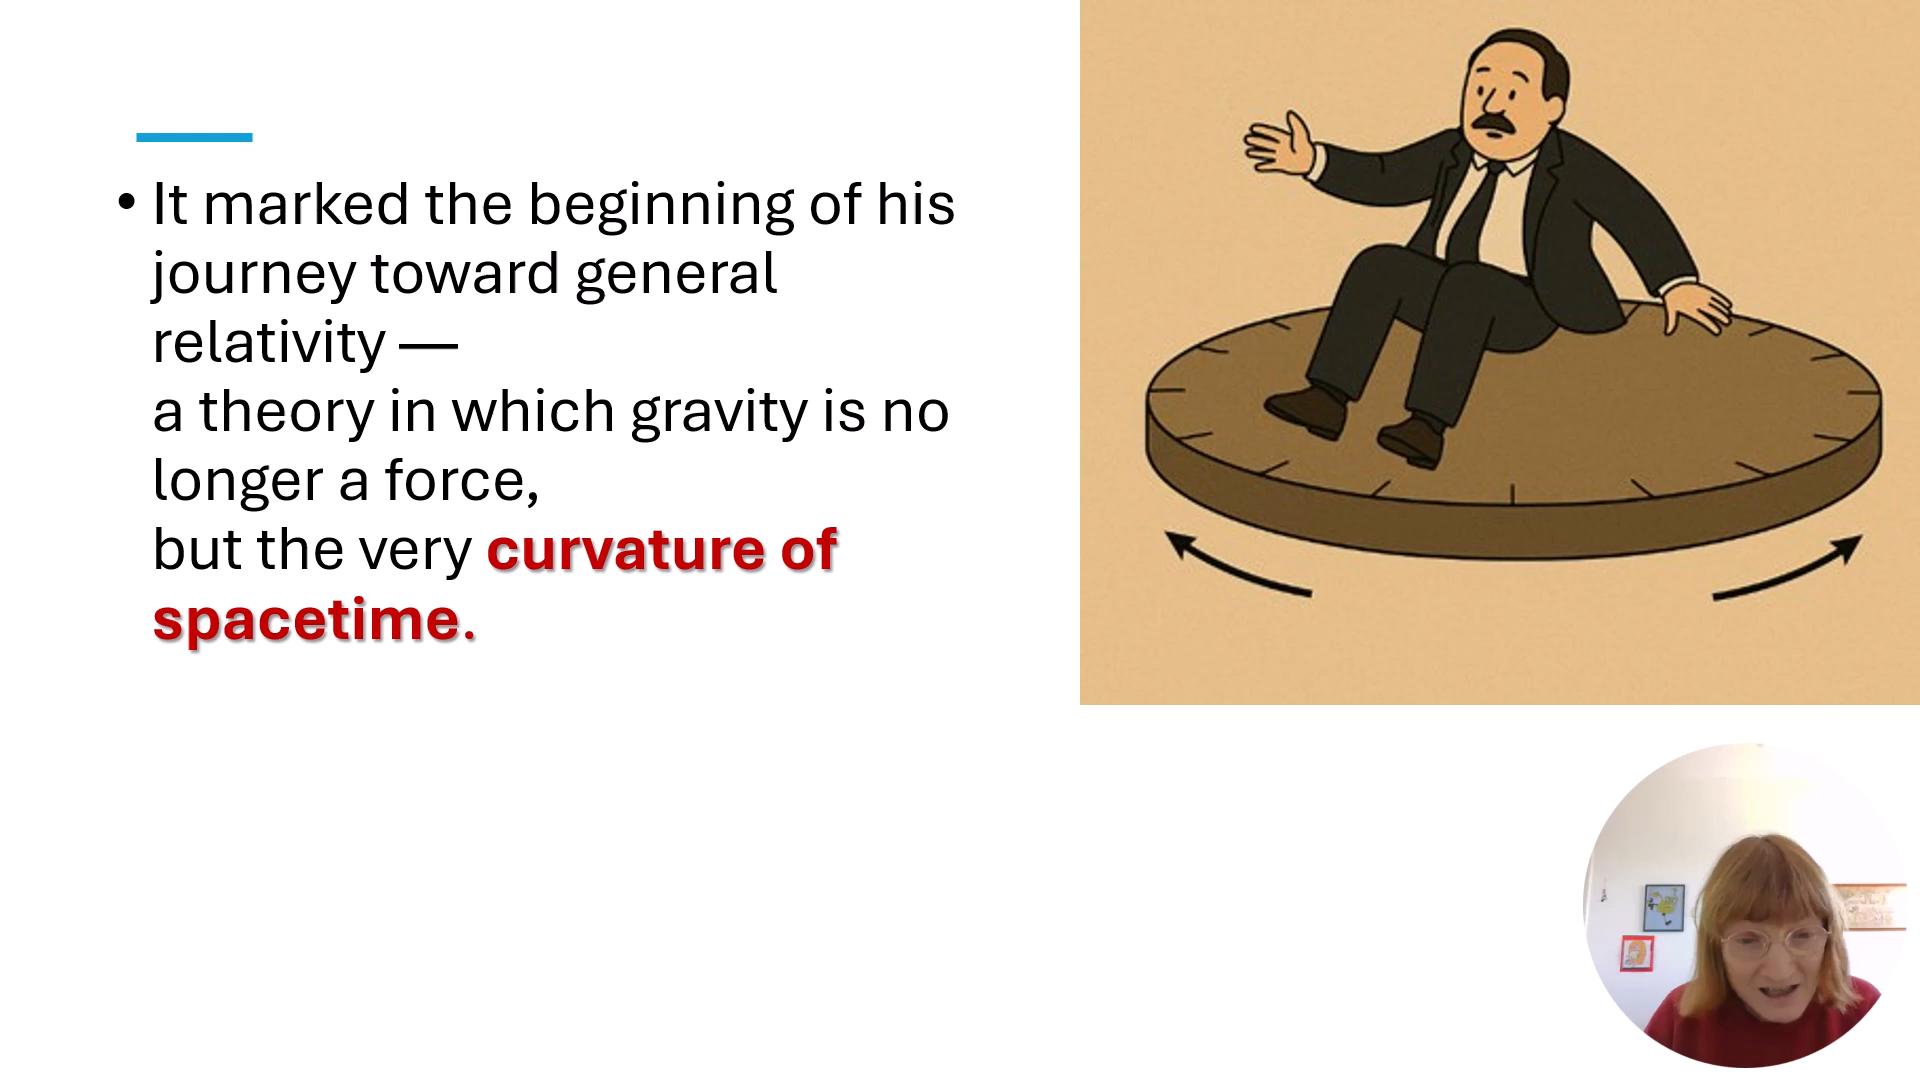 • It marked the beginning of his
journey toward general
relativity —
a theory in which gravity is no
longer a force,
but the very curvature of
spacetime.